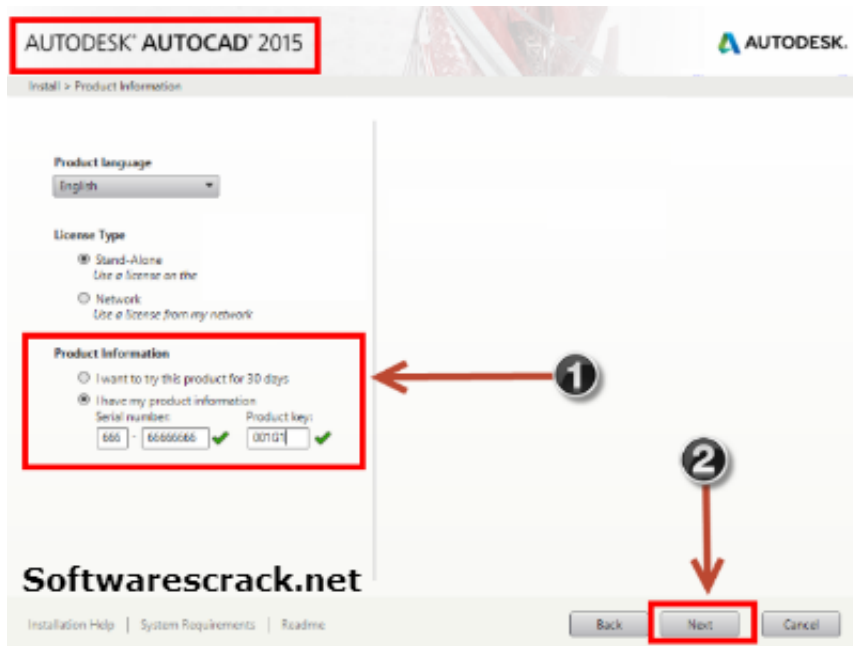 AUTODESK® AUTOCAD® 2015
AUTODESK.
Install > Product Information
Product language
English
License Type
Stand-Alone
Use a license on the
Network
Use a license from my network
Product Information
I want to try this product for 30 days
I have my product information
Serial number: Product key:
666 - 66666666 001G1
1
2
Softwarescrack.net
Installation Help | System Requirements | Readme
Back Next Cancel